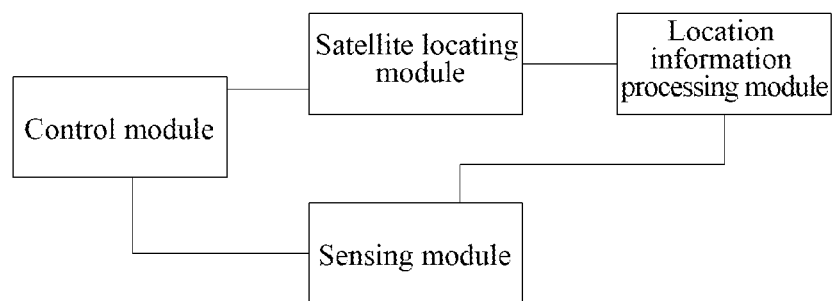 Satellite locating
module
Location
information
processing module
Control module
Sensing module